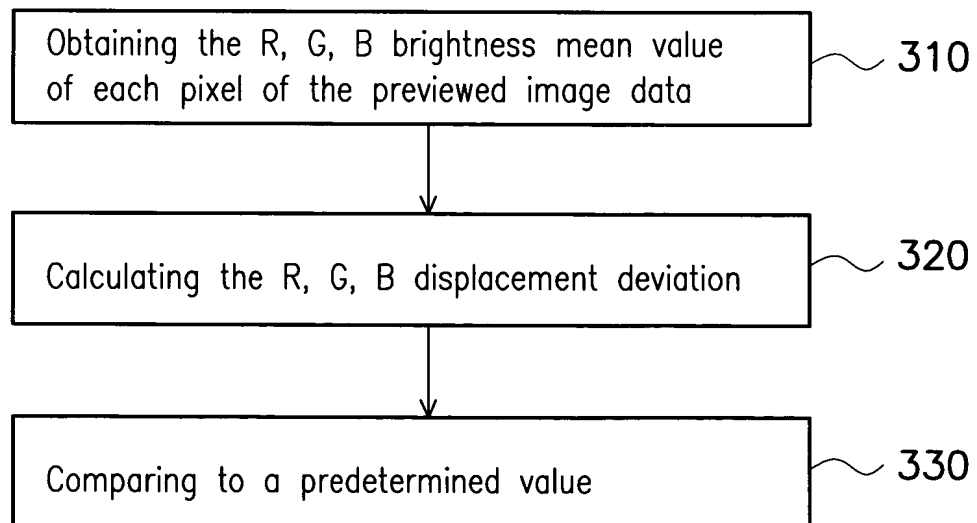 Obtaining the R, G, B brightness mean value
of each pixel of the previewed image data
310
Calculating the R, G, B displacement deviation
320
Comparing to a predetermined value
330